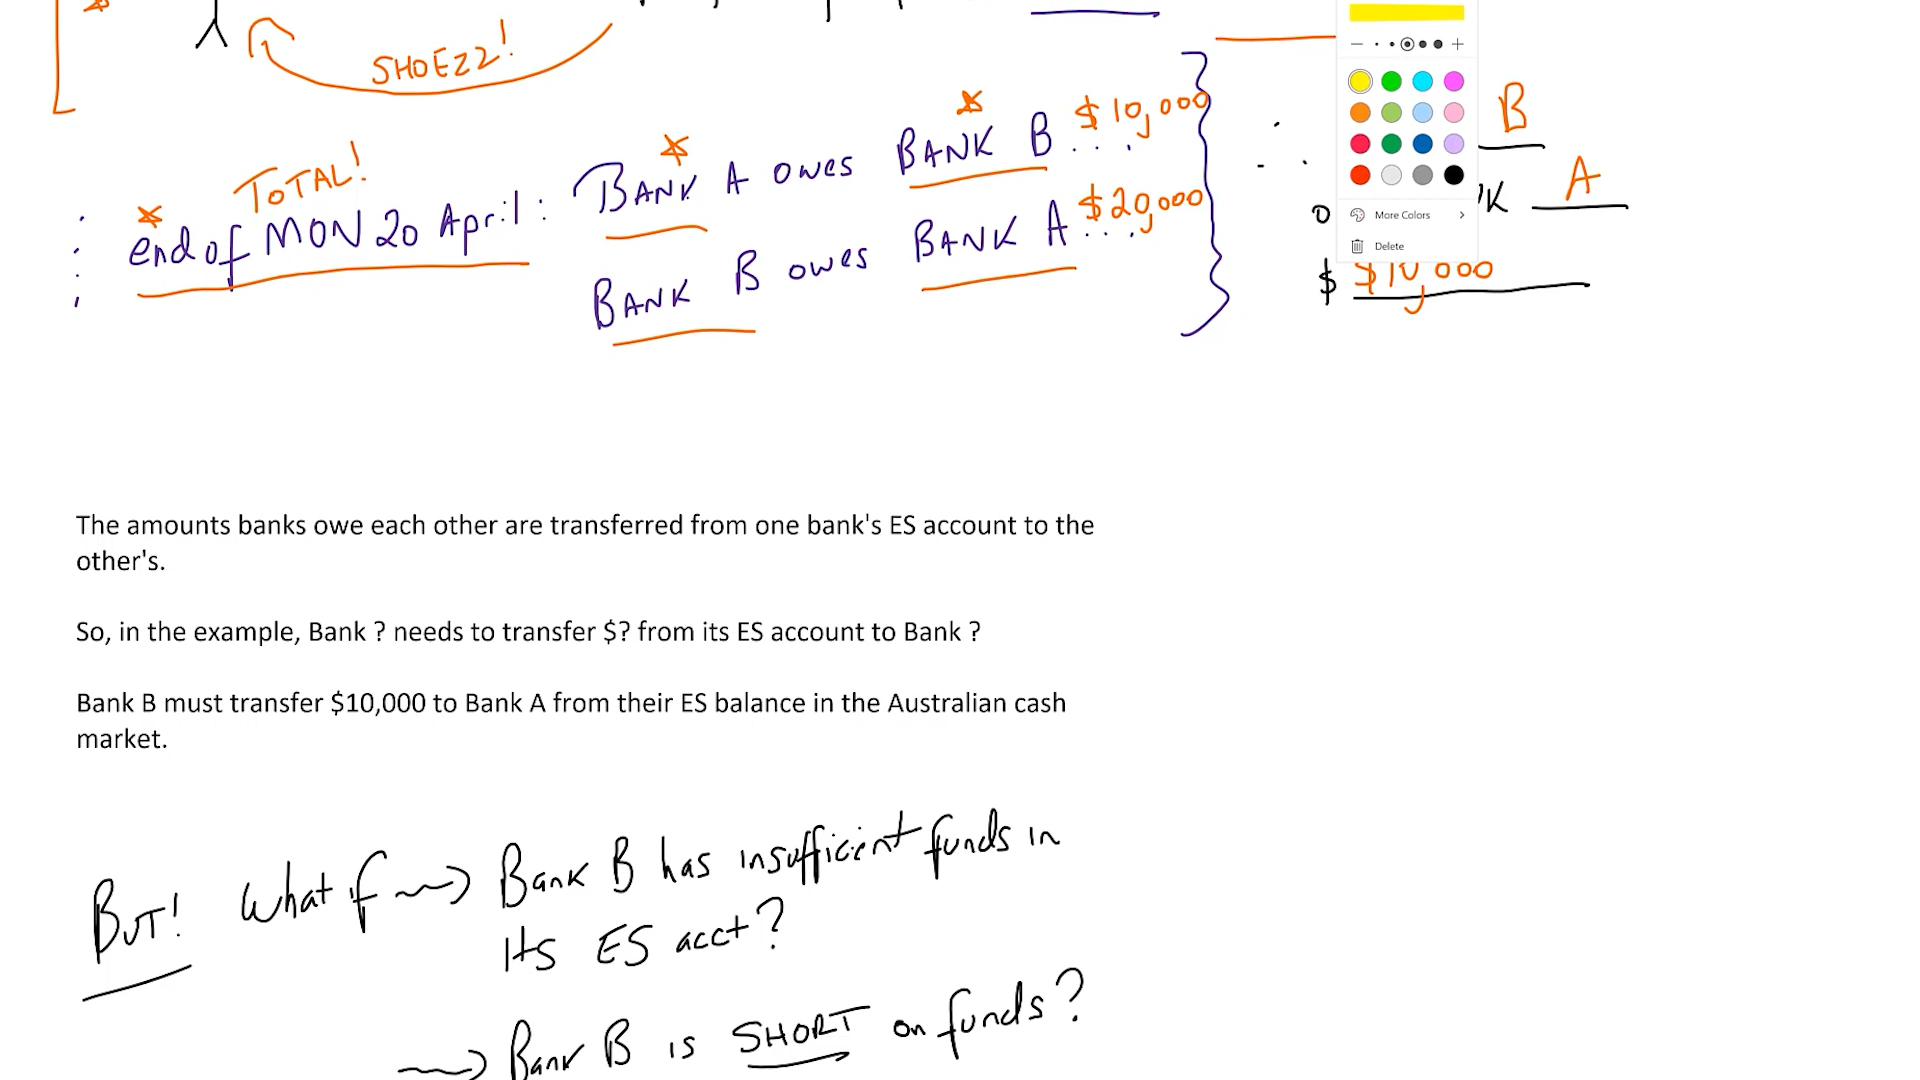 SHOEZZ!
TOTAL!
end of MON 20 April: BANK A owes BANK B $10,000
BANK B owes BANK A $20,000
B
K A
$ $10,000
More Colors
Delete
The amounts banks owe each other are transferred from one bank's ES account to the
other's.
So, in the example, Bank ? needs to transfer $? from its ES account to Bank ?
Bank B must transfer $10,000 to Bank A from their ES balance in the Australian cash
market.
BUT! What if Bank B has insufficient funds in
its ES acct?
Bank B is SHORT on funds?